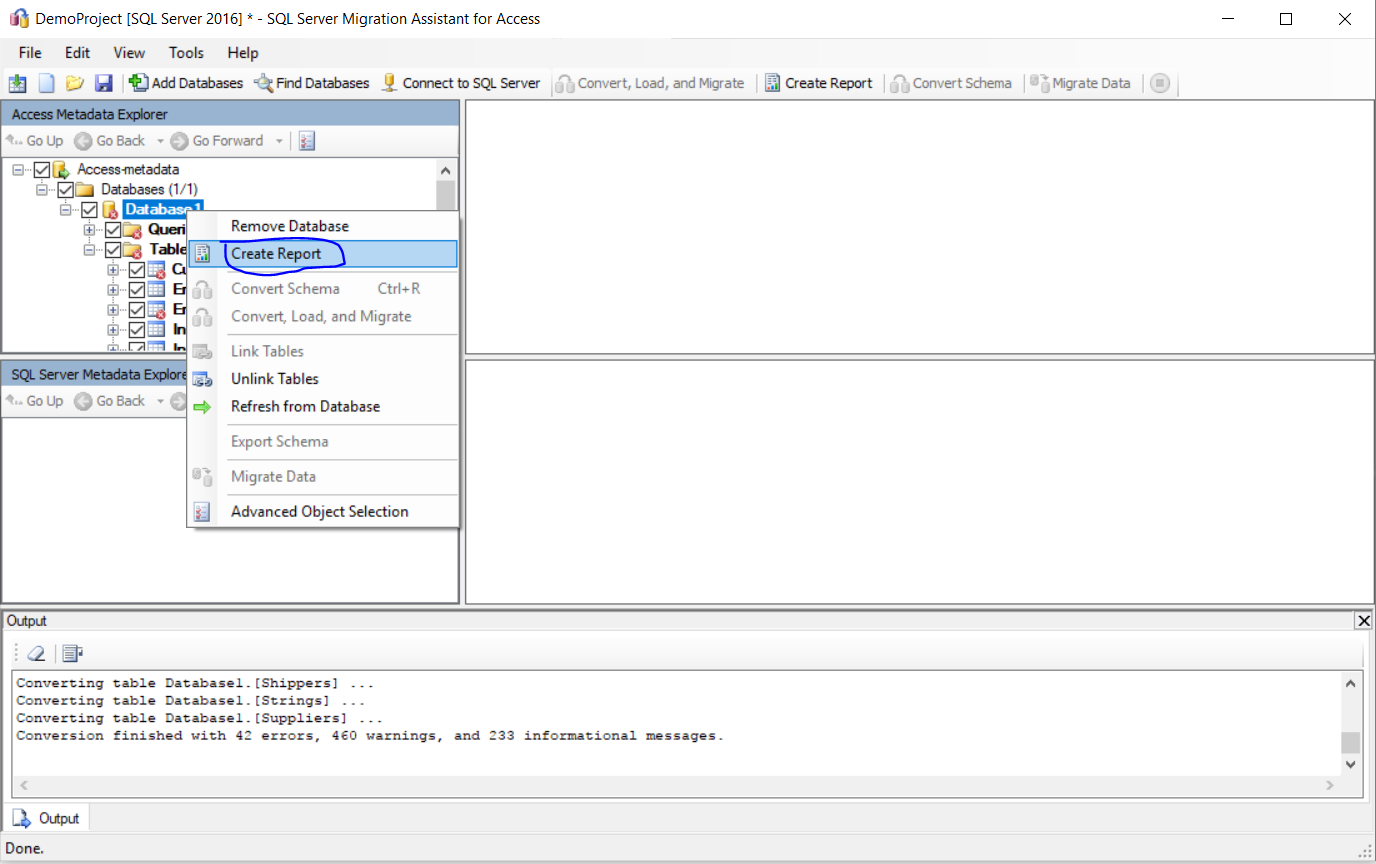 DemoProject [SQL Server 2016] * - SQL Server Migration Assistant for Access
File Edit View Tools Help
Add Databases Find Databases Connect to SQL Server Convert, Load, and Migrate Create Report Convert Schema Migrate Data
Access Metadata Explorer
Go Up Go Back Go Forward
Access-metadata
Databases (1/1)
Database1
Queri
Table
Remove Database
Create Report
Convert Schema Ctrl+R
Convert, Load, and Migrate
Link Tables
Unlink Tables
Refresh from Database
Export Schema
Migrate Data
Advanced Object Selection
SQL Server Metadata Explore
Go Up Go Back
Output
Converting table Database1.[Shippers] ...
Converting table Database1.[Strings] ...
Converting table Database1.[Suppliers] ...
Conversion finished with 42 errors, 460 warnings, and 233 informational messages.
Output
Done.